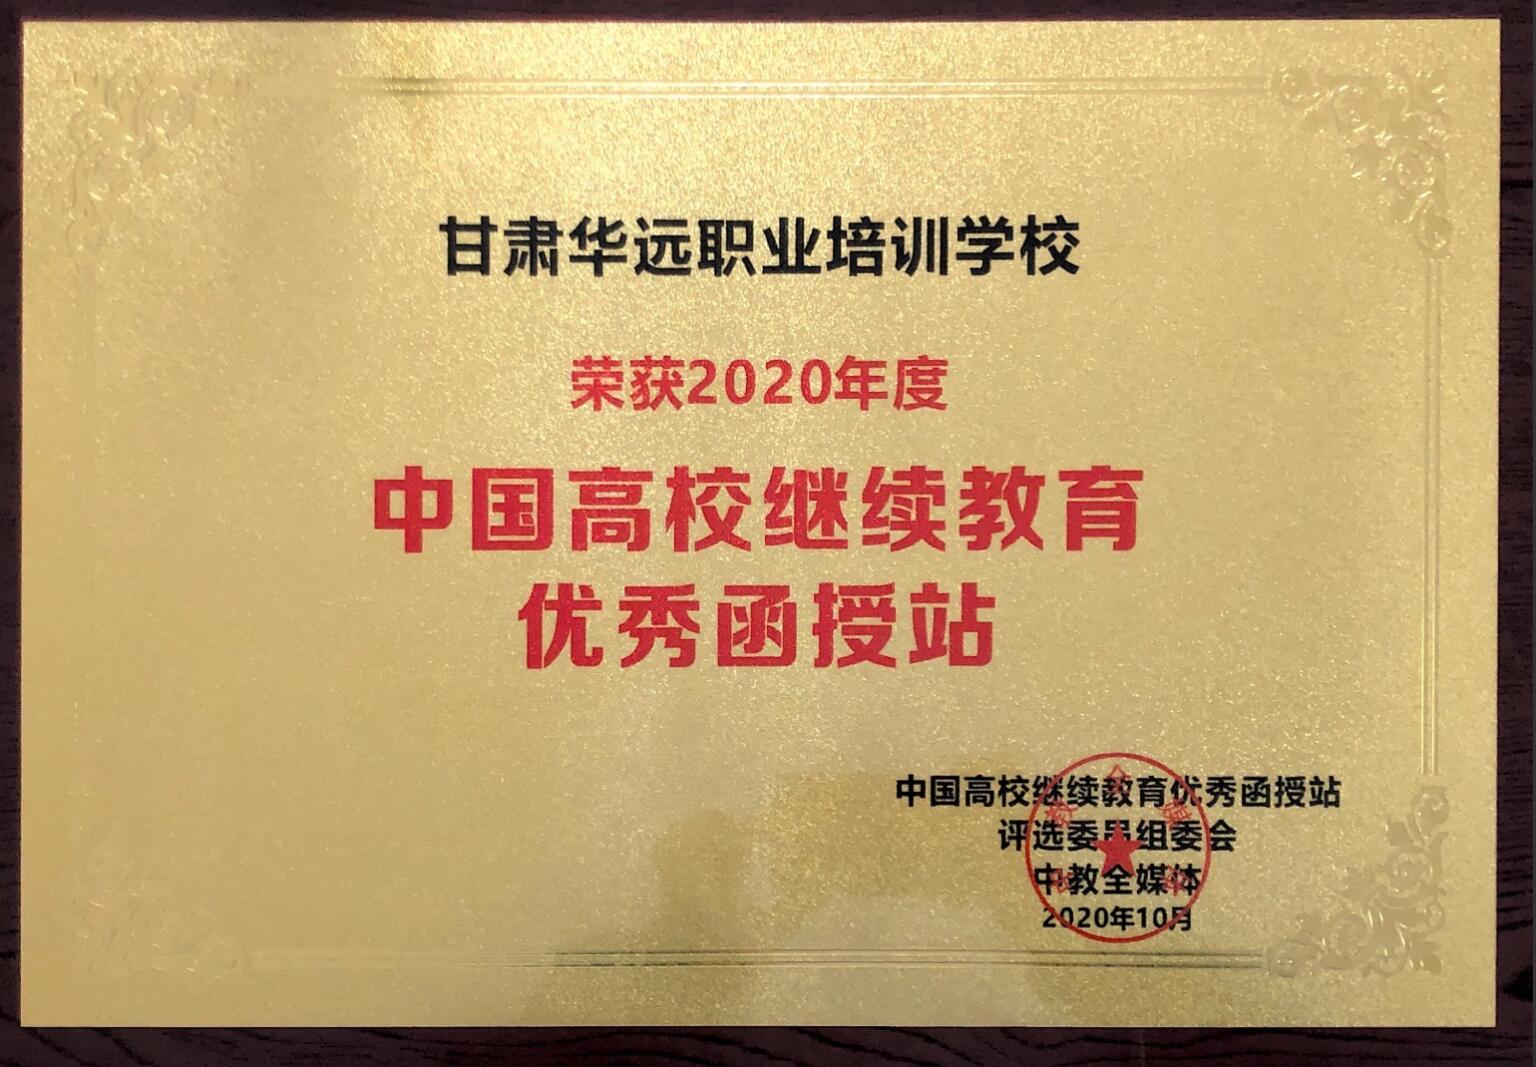 甘肃华远职业培训学校
荣获2020年度
中国高校继续教育
优秀函授站
中国高校继续教育优秀函授站
评选委员组委会
中教全媒体
2020年10月